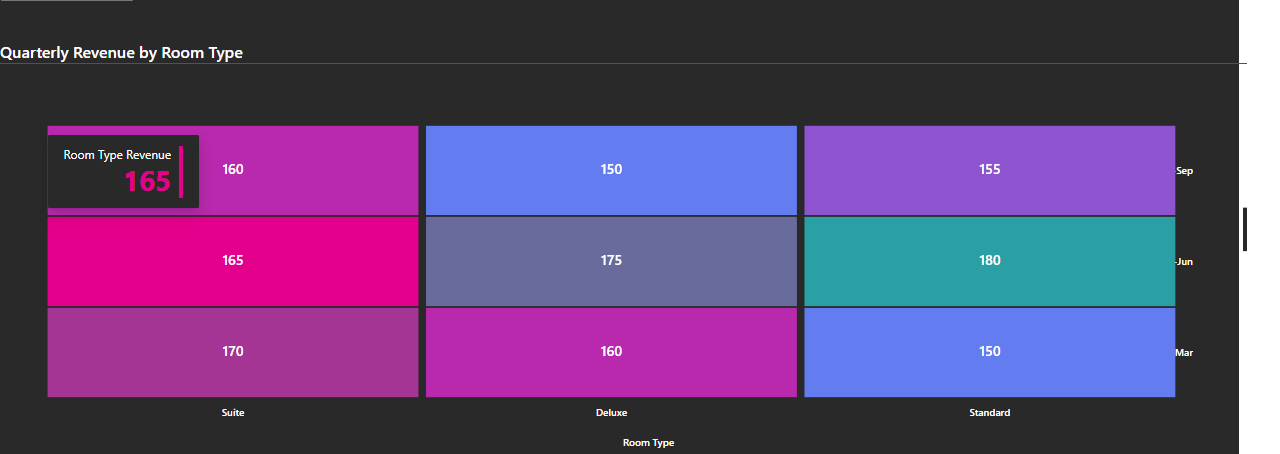 Quarterly Revenue by Room Type
Room Type Revenue
165
160
150
155
Sep
165
175
180
Jun
170
160
150
Mar
Suite
Deluxe
Standard
Room Type